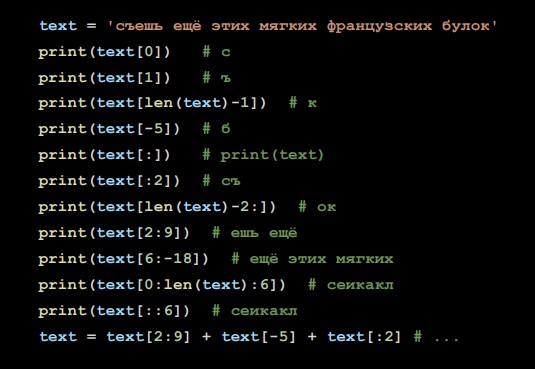 text = 'съешь ещё этих мягких французских булок'
print(text[0])   # с
print(text[1])   # ъ
print(text[len(text)-1])  # к
print(text[-5])  # б
print(text[:])   # print(text)
print(text[:2])  # съ
print(text[len(text)-2:])  # ок
print(text[2:9])  # ешь ещё
print(text[6:-18])  # ещё этих мягких
print(text[0:len(text):6])  # сеикакл
print(text[::6])  # сеикакл
text = text[2:9] + text[-5] + text[:2] # ...